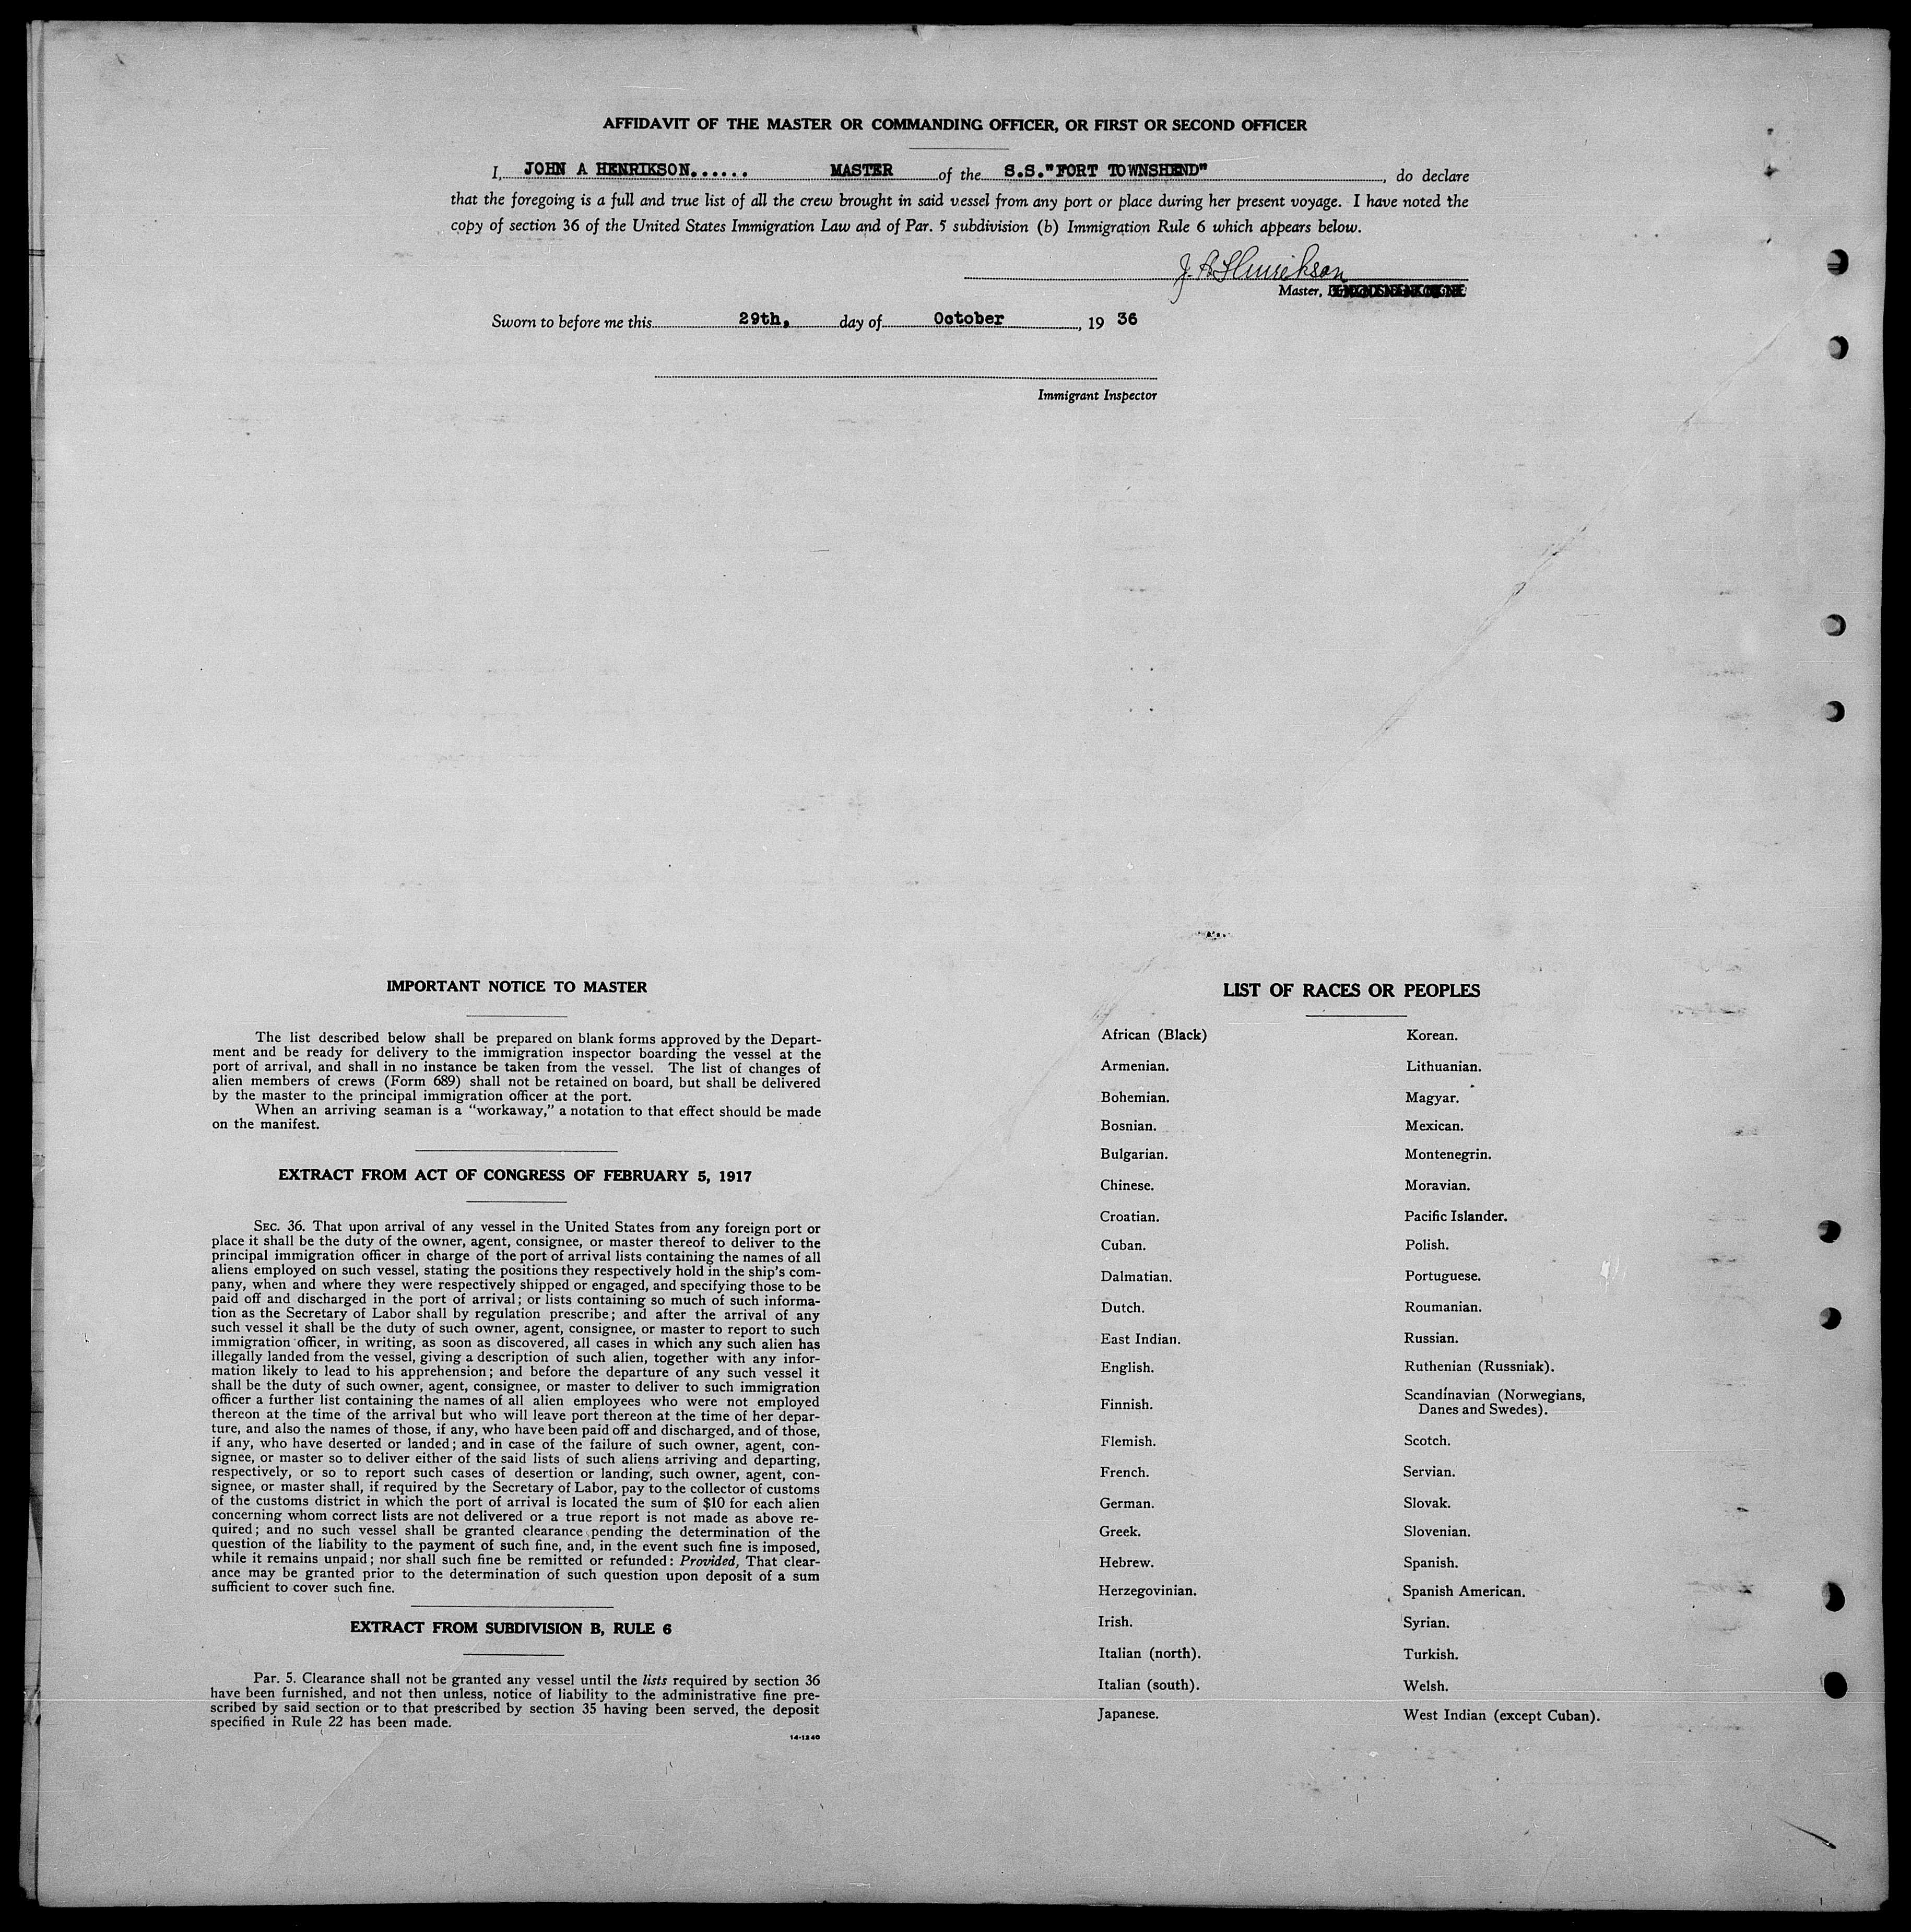 AFFIDAVIT OF THE MASTER OR COMMANDING OFFICER, OR FIRST OR SECOND OFFICER
I, JOHN A HENRIKSON...... MASTER of the S.S."FORT TOWNSHEND", do declare
that the foregoing is a full and true list of all the crew brought in said vessel from any port or place during her present voyage. I have noted the
copy of section 36 of the United States Immigration Law and of Par. 5 subdivision (b) Immigration Rule 6 which appears below.
J. A. Henrikson
Master,
Sworn to before me this 29th, day of October, 19 36
Immigrant Inspector
IMPORTANT NOTICE TO MASTER
The list described below shall be prepared on blank forms approved by the Depart-
ment and be ready for delivery to the immigration inspector boarding the vessel at the
port of arrival, and shall in no instance be taken from the vessel. The list of changes of
alien members of crews (Form 689) shall not be retained on board, but shall be delivered
by the master to the principal immigration officer at the port.
When an arriving seaman is a "workaway," a notation to that effect should be made
on the manifest.
EXTRACT FROM ACT OF CONGRESS OF FEBRUARY 5, 1917
SEC. 36. That upon arrival of any vessel in the United States from any foreign port or
place it shall be the duty of the owner, agent, consignee, or master thereof to deliver to the
principal immigration officer in charge of the port of arrival lists containing the names of all
aliens employed on such vessel, stating the positions they respectively hold in the ship's com-
pany, when and where they were respectively shipped or engaged, and specifying those to be
paid off and discharged in the port of arrival; or lists containing so much of such informa-
tion as the Secretary of Labor shall by regulation prescribe; and after the arrival of any
such vessel it shall be the duty of such owner, agent, consignee, or master to report to such
immigration officer, in writing, as soon as discovered, all cases in which any such alien has
illegally landed from the vessel, giving a description of such alien, together with any infor-
mation likely to lead to his apprehension; and before the departure of any such vessel it
shall be the duty of such owner, agent, consignee, or master to deliver to such immigration
officer a further list containing the names of all alien employees who were not employed
thereon at the time of the arrival but who will leave port thereon at the time of her depar-
ture, and also the names of those, if any, who have been paid off and discharged, and of those,
if any, who have deserted or landed; and in case of the failure of such owner, agent, con-
signee, or master so to deliver either of the said lists of such aliens arriving and departing,
respectively, or so to report such cases of desertion or landing, such owner, agent, con-
signee, or master shall, if required by the Secretary of Labor, pay to the collector of customs
of the customs district in which the port of arrival is located the sum of $10 for each alien
concerning whom correct lists are not delivered or a true report is not made as above re-
quired; and no such vessel shall be granted clearance pending the determination of the
question of the liability to the payment of such fine, and, in the event such fine is imposed,
while it remains unpaid; nor shall such fine be remitted or refunded: Provided, That clear-
ance may be granted prior to the determination of such question upon deposit of a sum
sufficient to cover such fine.
EXTRACT FROM SUBDIVISION B, RULE 6
Par. 5. Clearance shall not be granted any vessel until the lists required by section 36
have been furnished, and not then unless, notice of liability to the administrative fine pre-
scribed by said section or to that prescribed by section 35 having been served, the deposit
specified in Rule 22 has been made.
14-1240
LIST OF RACES OR PEOPLES
African (Black)
Armenian.
Bohemian.
Bosnian.
Bulgarian.
Chinese.
Croatian.
Cuban.
Dalmatian.
Dutch.
East Indian.
English.
Finnish.
Flemish.
French.
German.
Greek.
Hebrew.
Herzegovinian.
Irish.
Italian (north).
Italian (south).
Japanese.
Korean.
Lithuanian.
Magyar.
Mexican.
Montenegrin.
Moravian.
Pacific Islander.
Polish.
Portuguese.
Roumanian.
Russian.
Ruthenian (Russniak).
Scandinavian (Norwegians,
Danes and Swedes).
Scotch.
Servian.
Slovak.
Slovenian.
Spanish.
Spanish American.
Syrian.
Turkish.
Welsh.
West Indian (except Cuban).